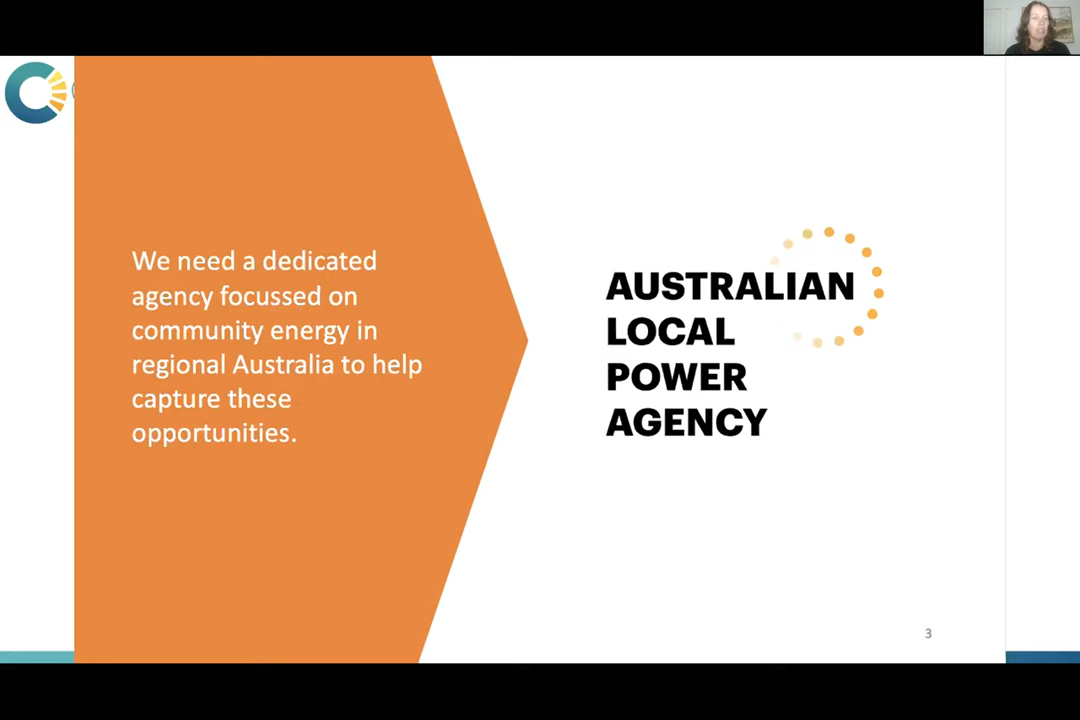 We need a dedicated
agency focussed on
community energy in
regional Australia to help
capture these
opportunities.
AUSTRALIAN
LOCAL
POWER
AGENCY
3